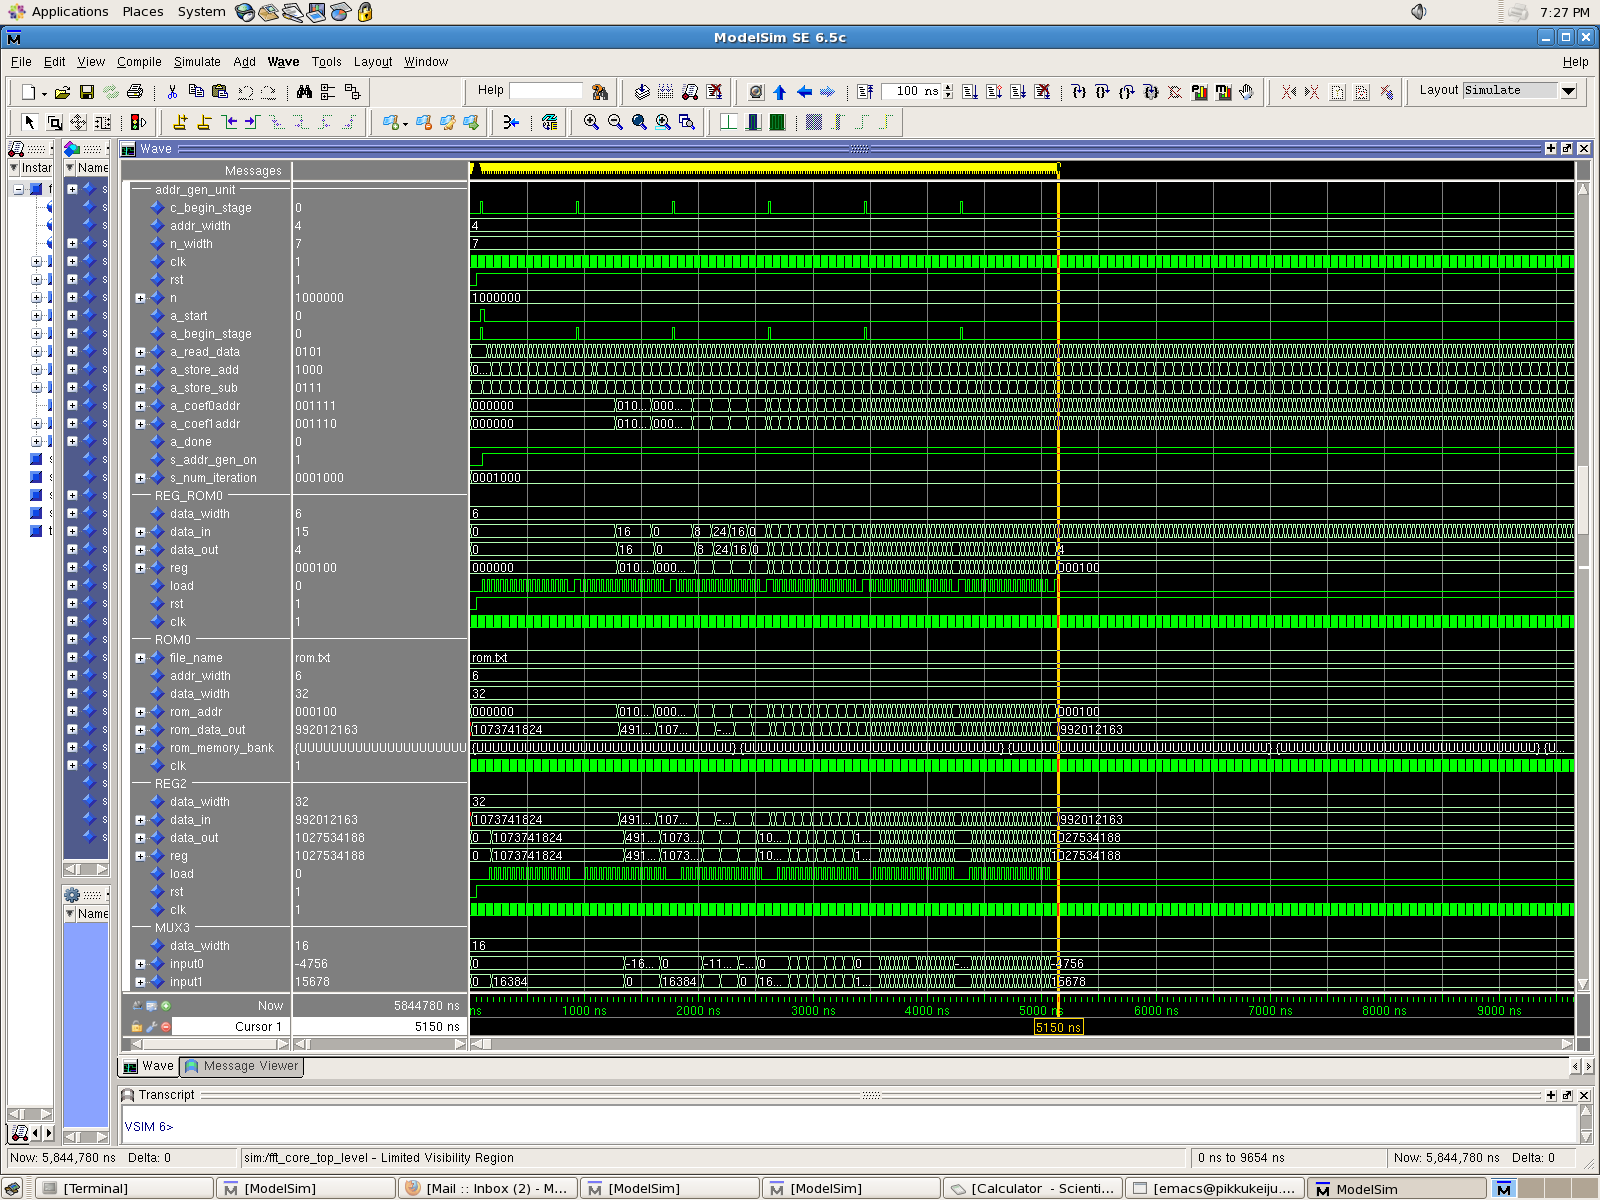 Applications Places System 7:27 PM
ModelSim SE 6.5c
File Edit View Compile Simulate Add Wave Tools Layout Window Help
Help 100 ns Layout Simulate
Instar Name Wave
Messages
addr_gen_unit
c_begin_stage 0
addr_width 4 4
n_width 7 7
clk 1
rst 1
n 1000000 1000000
a_start 0
a_begin_stage 0
a_read_data 0101
a_store_add 1000 0...
a_store_sub 0111
a_coef0addr 001111 000000 010... 000...
a_coef1addr 001110 000000 010... 000...
a_done 0
s_addr_gen_on 1
s_num_iteration 0001000 0001000
REG_ROM0
data_width 6 6
data_in 15 0 16 0 8 24 16 0
data_out 4 0 16 0 8 24 16 0 4
reg 000100 000000 010... 000... 000100
load 0
rst 1
clk 1
ROM0
file_name rom.txt rom.txt
addr_width 6 6
data_width 32 32
rom_addr 000100 000000 010... 000... 000100
rom_data_out 992012163 1073741824 491... 107... -... 992012163
rom_memory_bank
clk 1
REG2
data_width 32 32
data_in 992012163 1073741824 491... 107... -... 992012163
data_out 1027534188 0 1073741824 491... 1073... 10... 1... 1027534188
reg 1027534188 0 1073741824 491... 1073... 10... 1... 1027534188
load 0
rst 1
clk 1
MUX3
data_width 16 16
input0 -4756 0 -16... 0 -11... -... 0 0 -... -4756
input1 15678 0 16384 0 16384 0 16... 1... 15678
Now 5844780 ns ns 1000 ns 2000 ns 3000 ns 4000 ns 5000 ns 6000 ns 7000 ns 8000 ns 9000 ns
Cursor 1 5150 ns 5150 ns
Name
Wave Message Viewer
Transcript
VSIM 6>
Now: 5,844,780 ns Delta: 0 sim:/fft_core_top_level - Limited Visibility Region 0 ns to 9654 ns Now: 5,844,780 ns Delta: 0
[Terminal] [ModelSim] [Mail :: Inbox (2) - M... [ModelSim] [ModelSim] [Calculator - Scienti... [emacs@pikkukeiju.... ModelSim